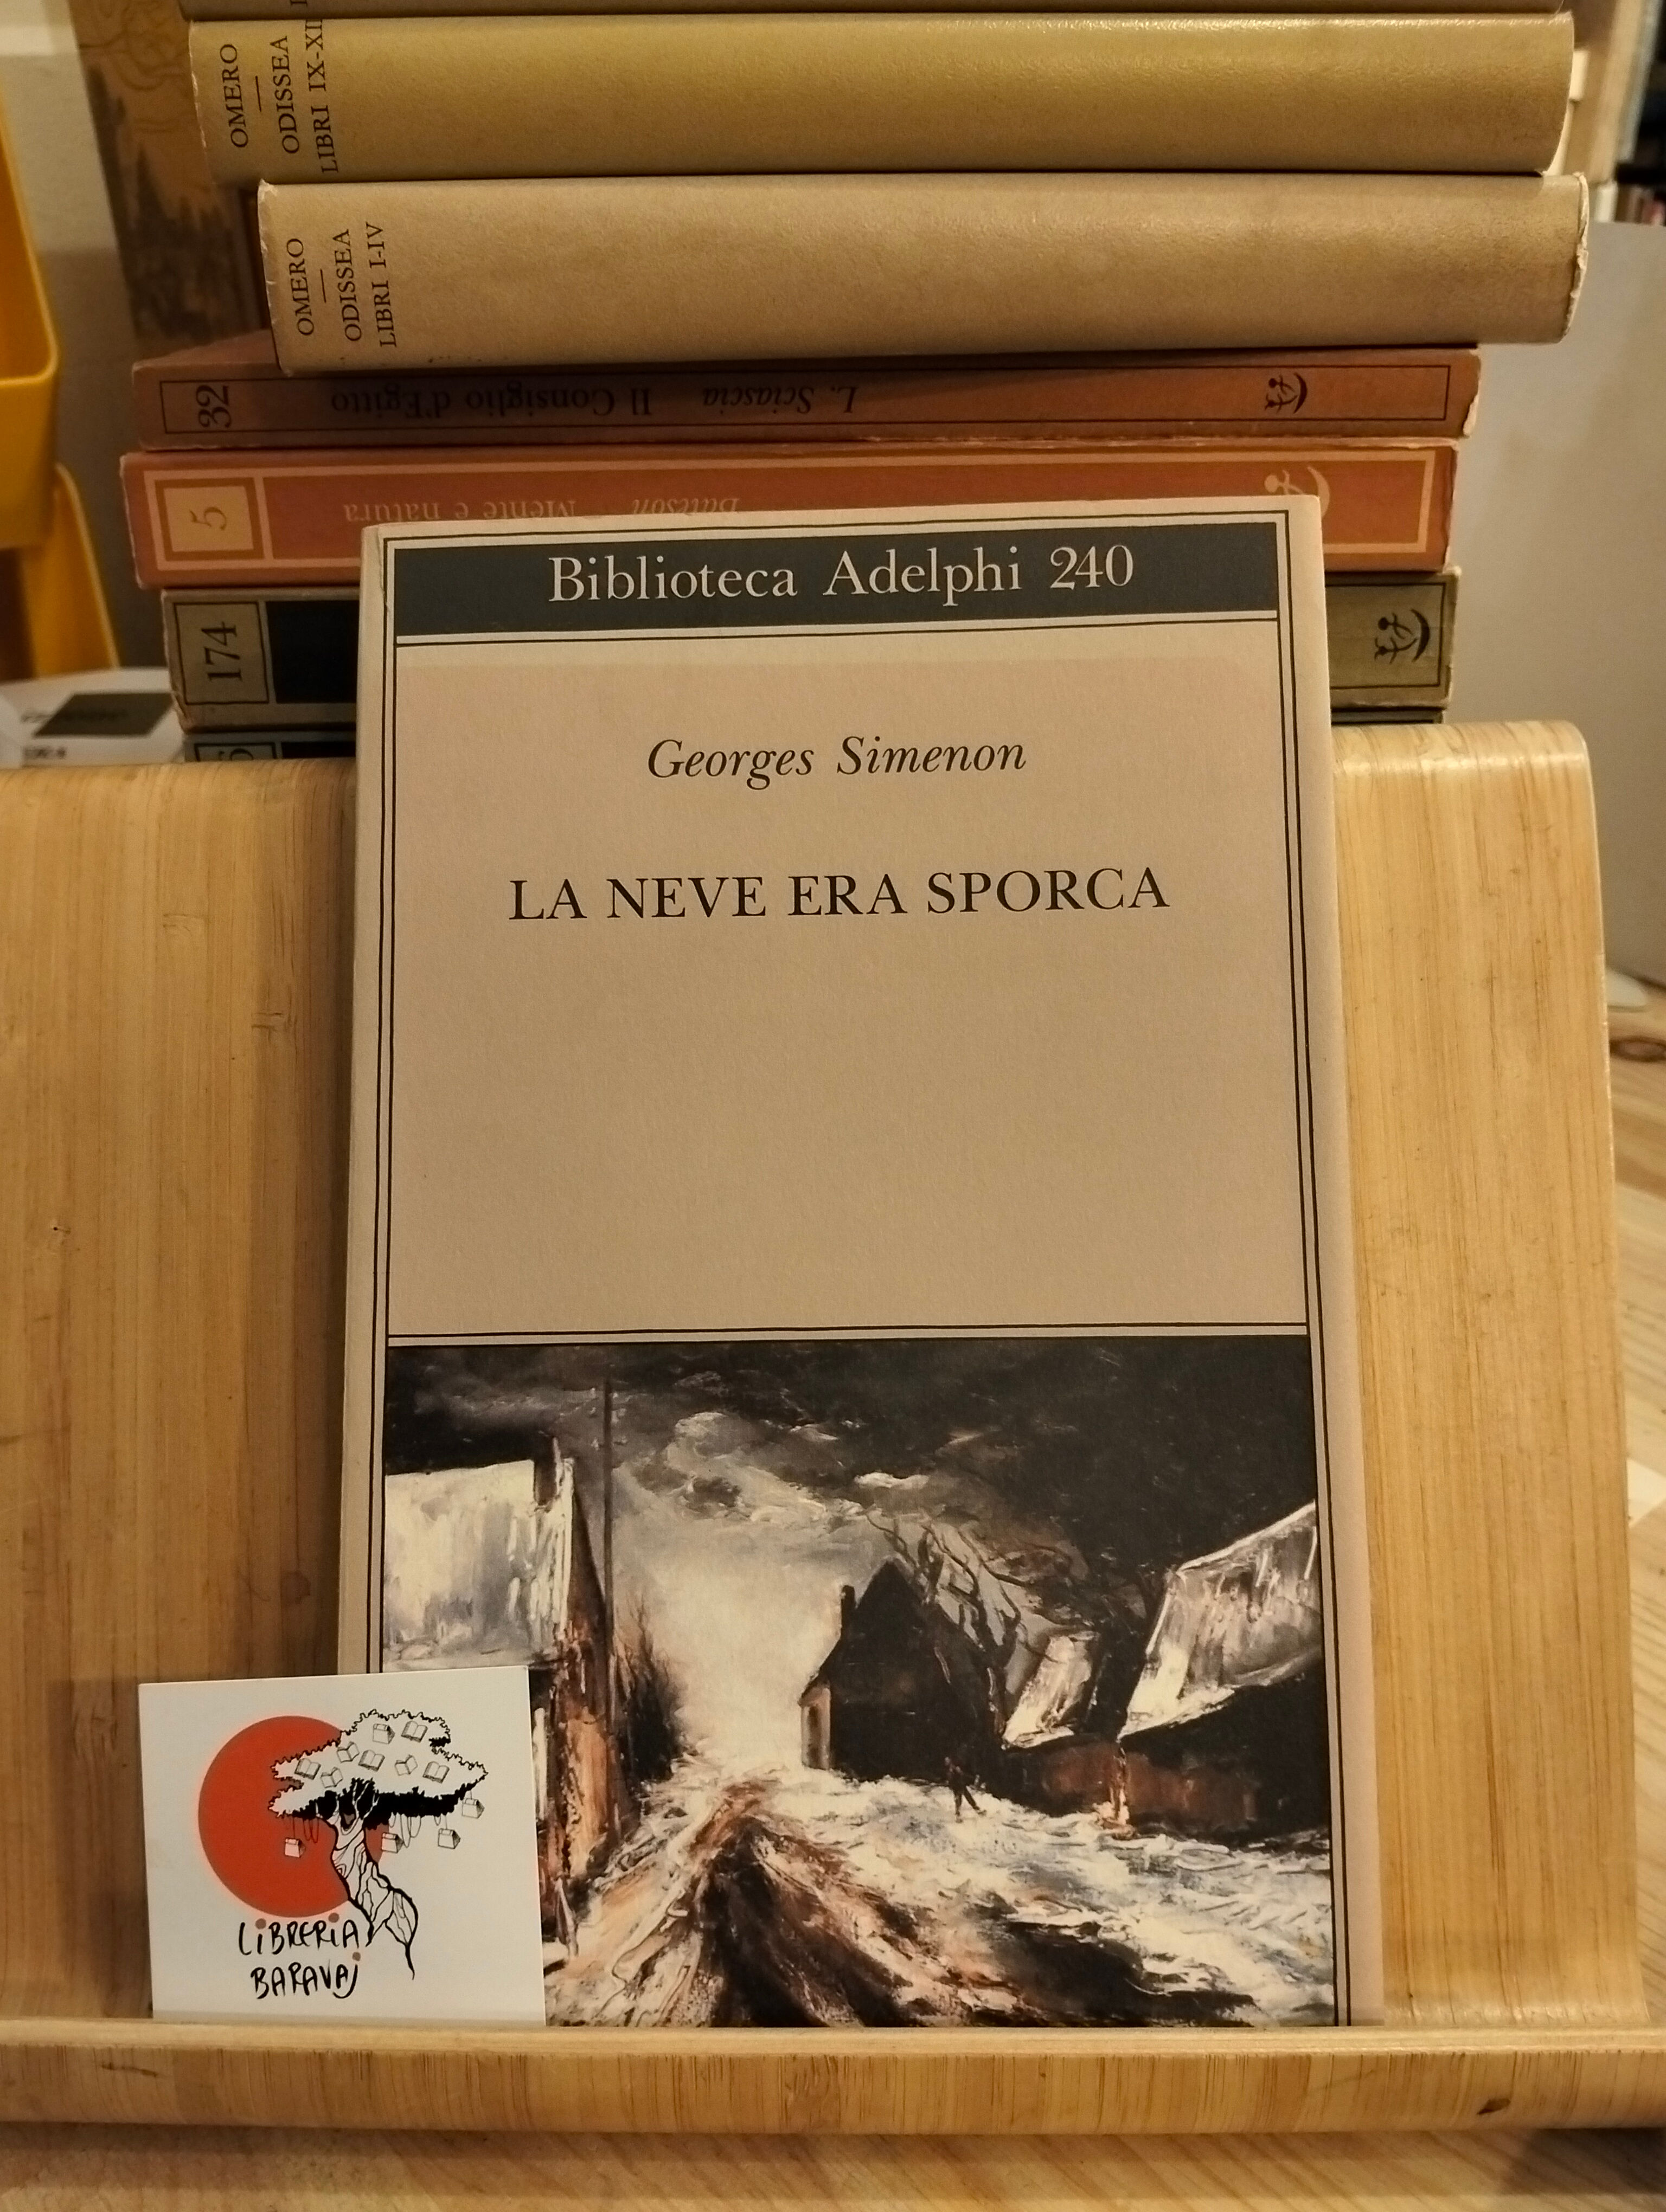 OMERO
ODISSEA
LIBRI IX-XII
OMERO
ODISSEA
LIBRI I-IV
32
Il Consiglio d'Egitto L. Sciascia
5
Mente e natura Bateson
174
Biblioteca Adelphi 240
Georges Simenon
LA NEVE ERA SPORCA
LiBRERiA
BARAVAj